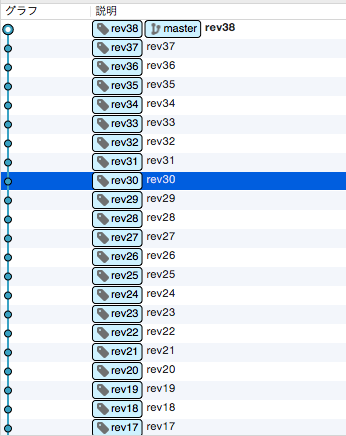 グラフ 説明
rev38 master rev38
rev37 rev37
rev36 rev36
rev35 rev35
rev34 rev34
rev33 rev33
rev32 rev32
rev31 rev31
rev30 rev30
rev29 rev29
rev28 rev28
rev27 rev27
rev26 rev26
rev25 rev25
rev24 rev24
rev23 rev23
rev22 rev22
rev21 rev21
rev20 rev20
rev19 rev19
rev18 rev18
rev17 rev17